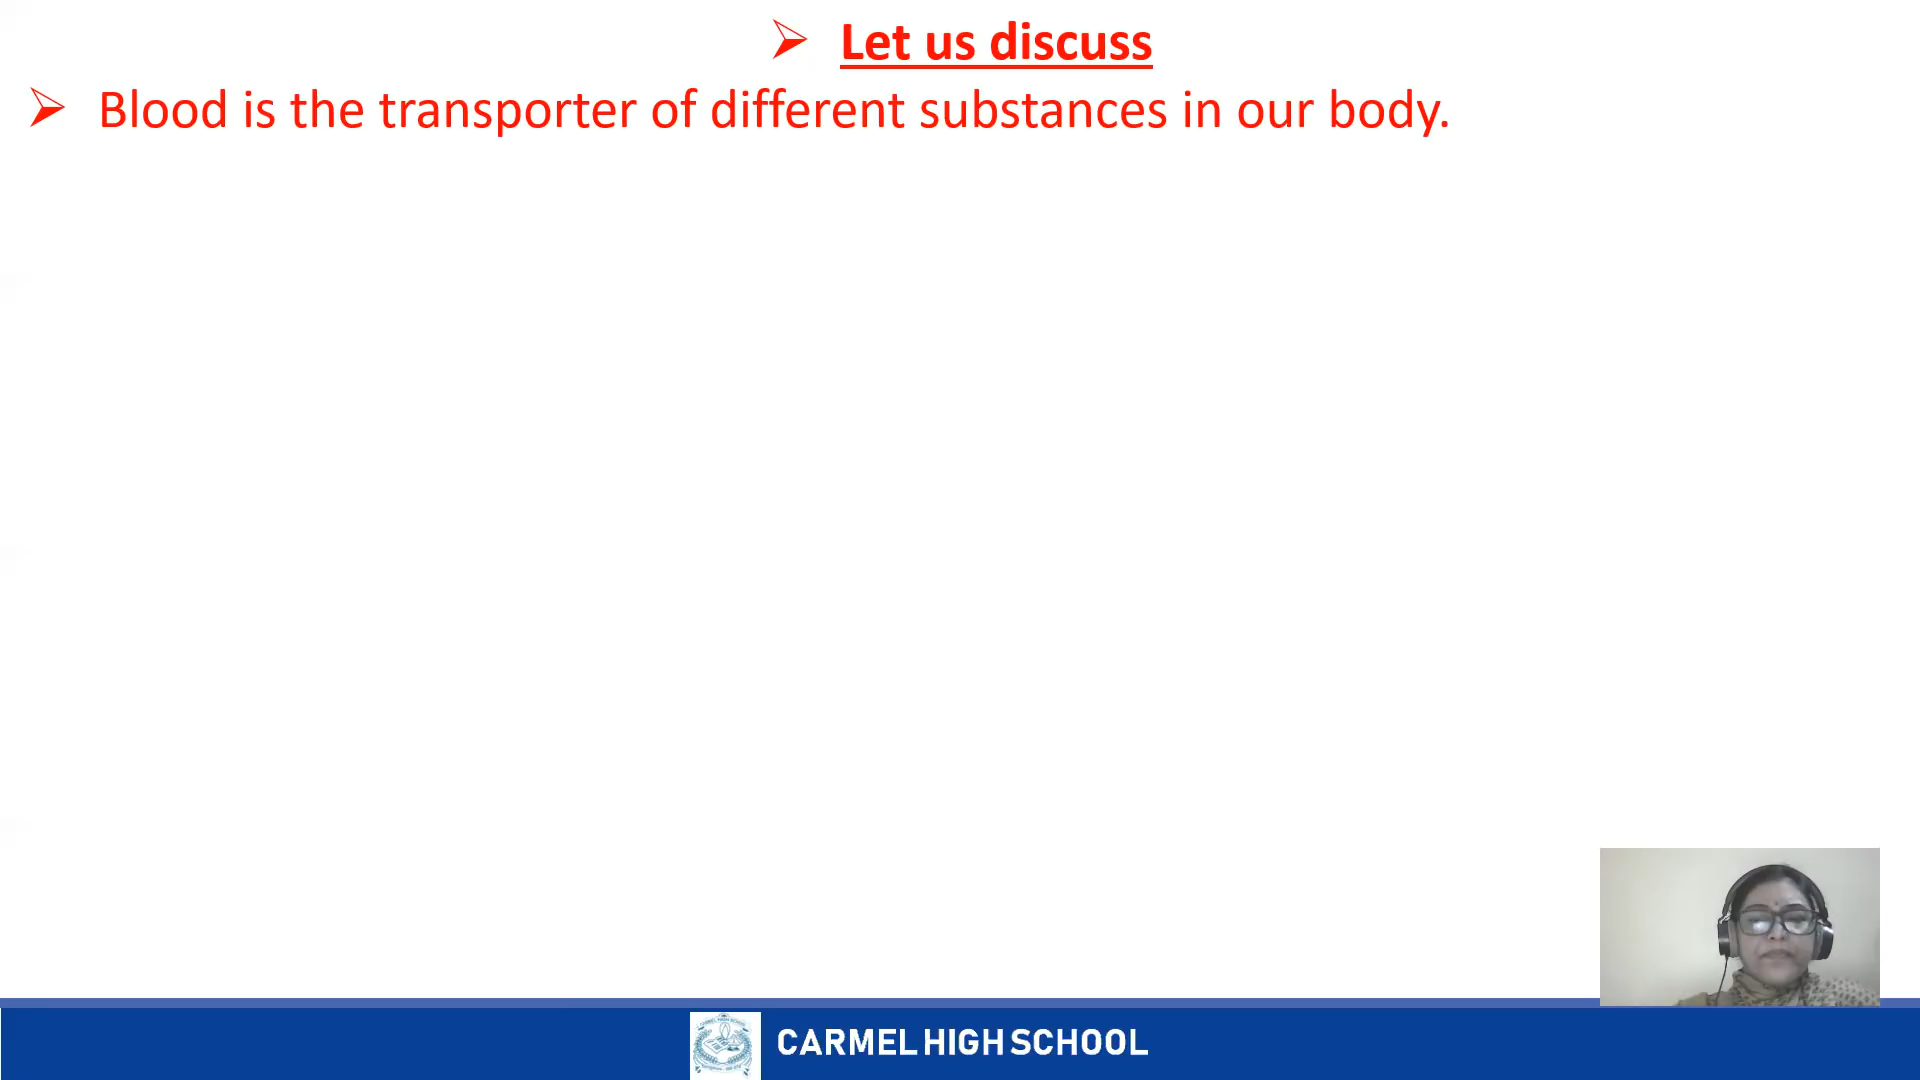 Let us discuss
Blood is the transporter of different substances in our body.
CARMEL HIGH SCHOOL